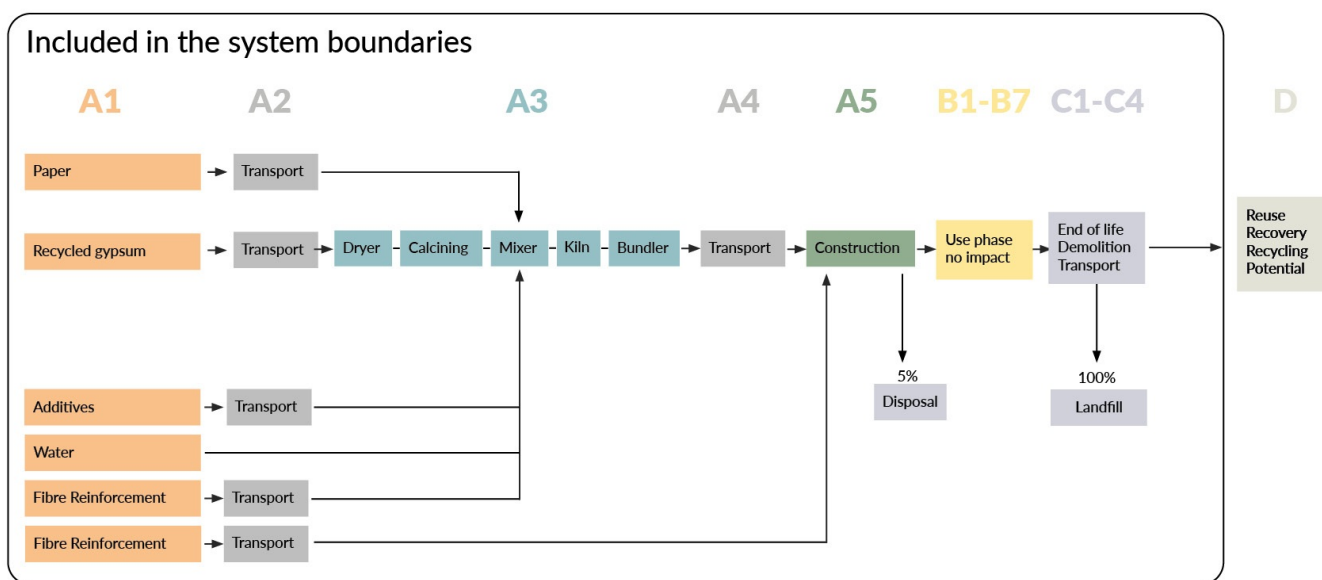 Included in the system boundaries
A1 A2 A3 A4 A5 B1-B7 C1-C4 D
Paper Transport
Recycled gypsum Transport Dryer Calcining Mixer Kiln Bundler Transport Construction
Use phase
no impact
End of life
Demolition
Transport
Reuse
Recovery
Recycling
Potential
5%
Disposal
100%
Landfill
Additives Transport
Water
Fibre Reinforcement Transport
Fibre Reinforcement Transport